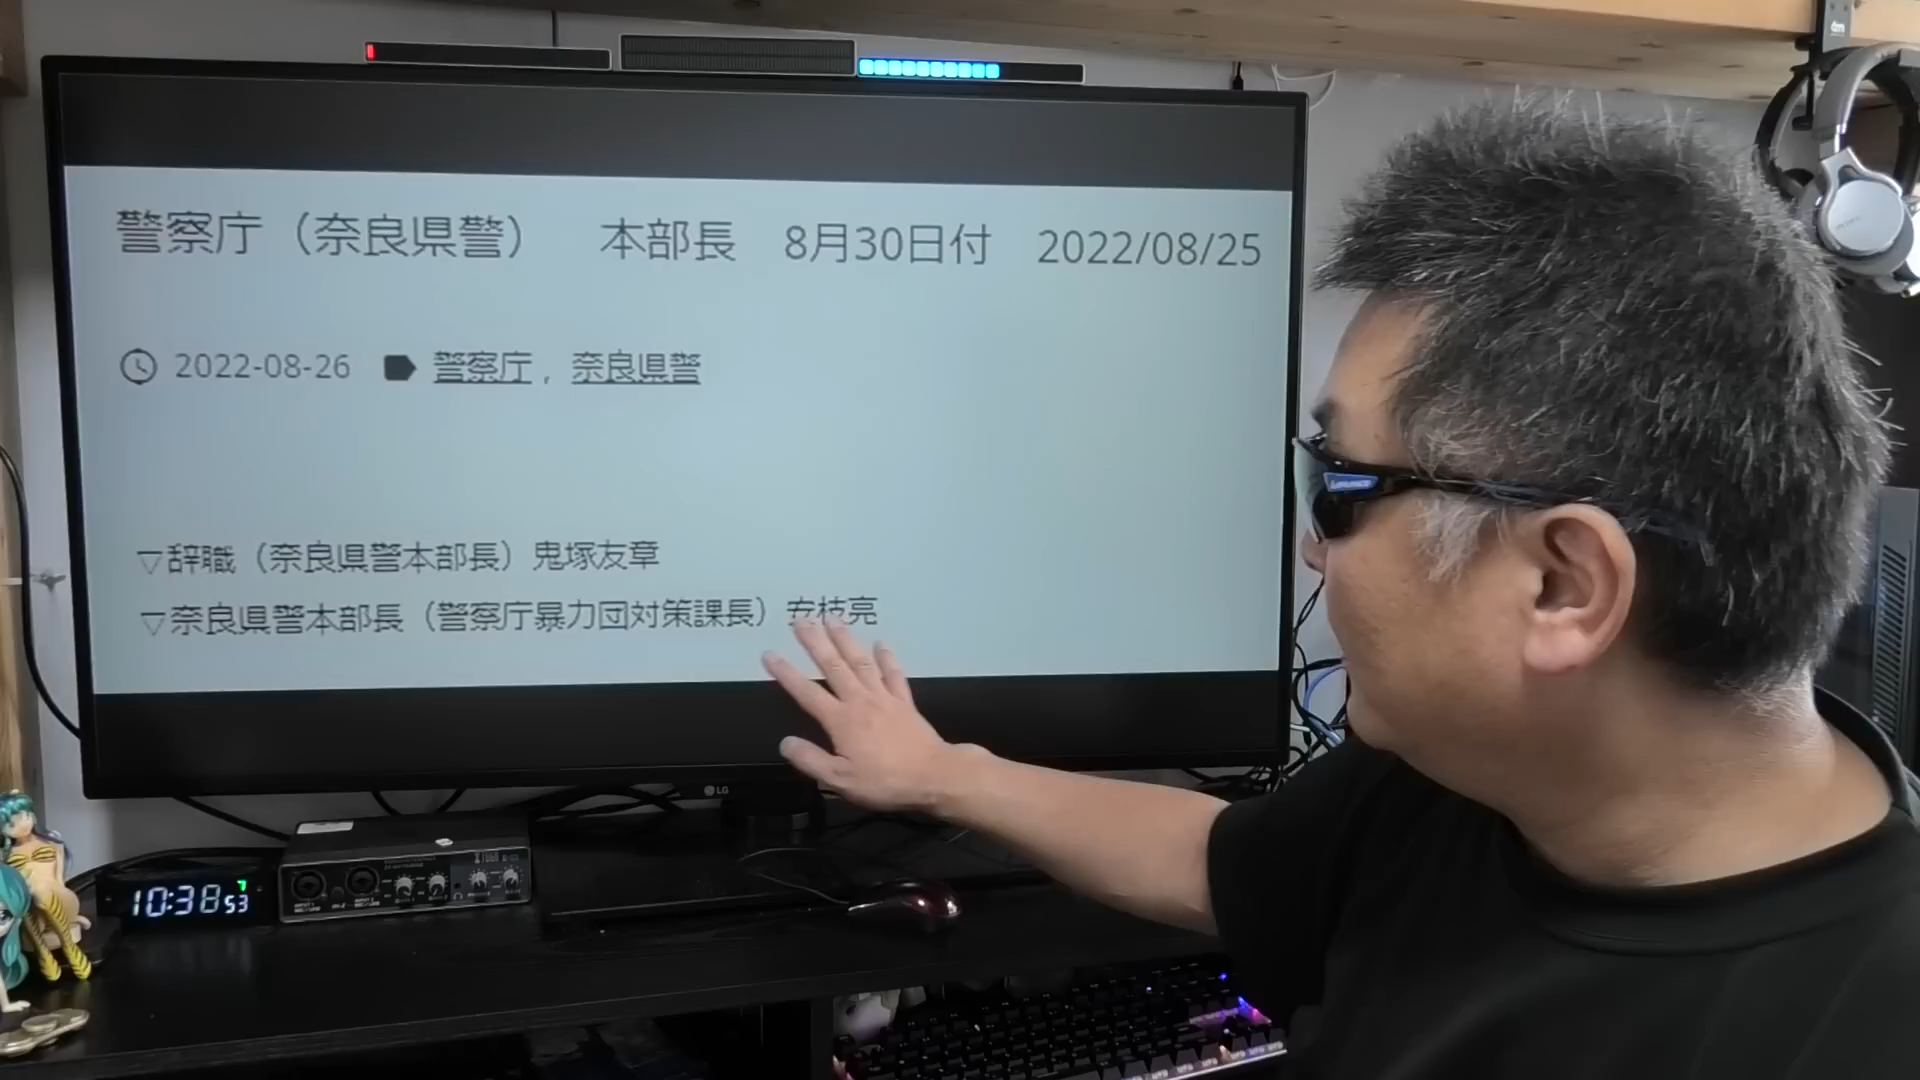 警察庁（奈良県警）　本部長　8月30日付　2022/08/25
2022-08-26　警察庁，奈良県警
▽辞職（奈良県警本部長）鬼塚友章
▽奈良県警本部長（警察庁暴力団対策課長）安枝亮
LG
10:38 53
7